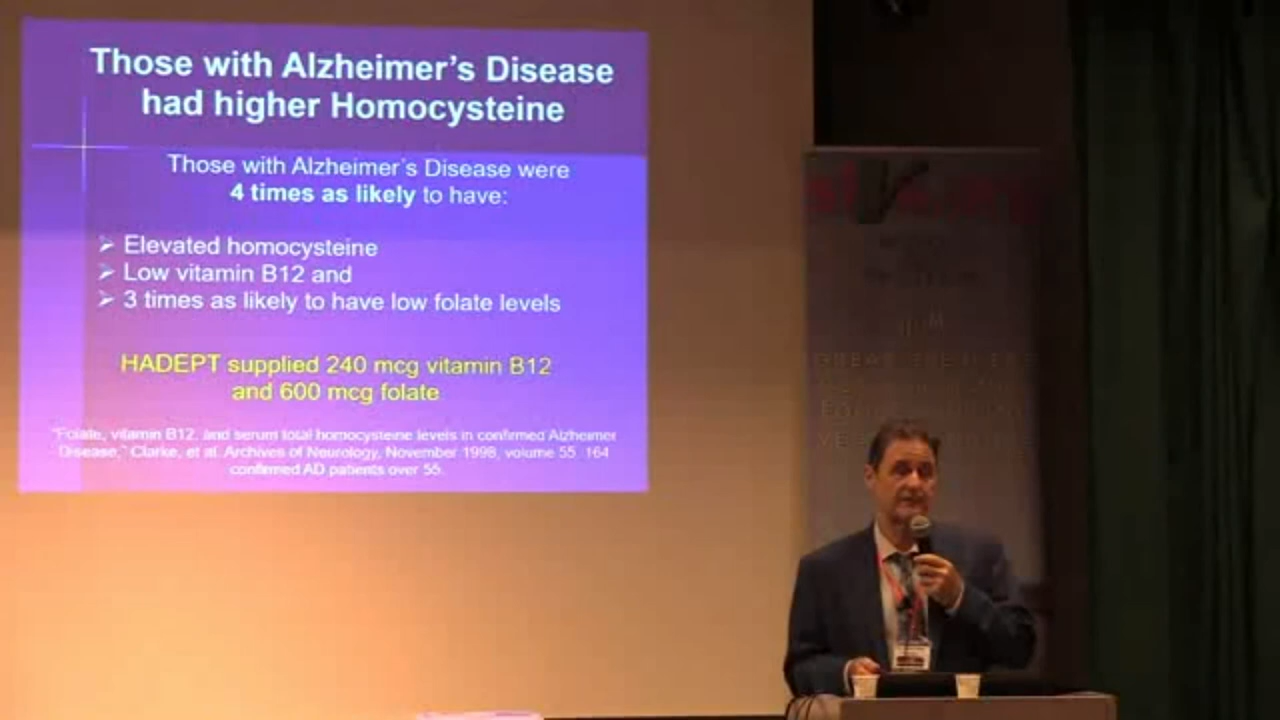 Those with Alzheimer's Disease
had higher Homocysteine
Those with Alzheimer's Disease were
4 times as likely to have:
➢ Elevated homocysteine
➢ Low vitamin B12 and
➢ 3 times as likely to have low folate levels
HADEPT supplied 240 mcg vitamin B12
and 600 mcg folate
"Folate, vitamin B12, and serum total homocysteine levels in confirmed Alzheimer
Disease," Clarke, et al. Archives of Neurology, November 1998, volume 55. 164
confirmed AD patients over 55.